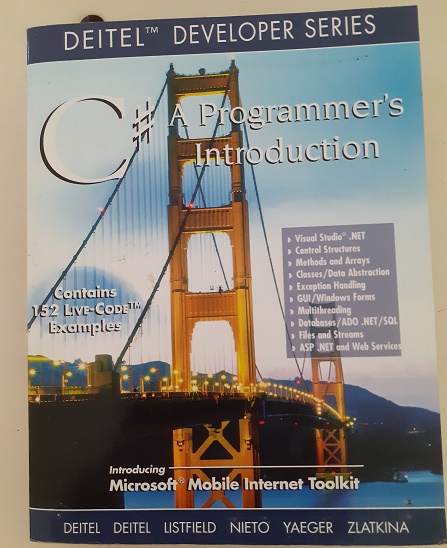 DEITEL™ DEVELOPER SERIES
C# A Programmer's
Introduction
Visual Studio® .NET
Control Structures
Methods and Arrays
Classes/Data Abstraction
Exception Handling
GUI/Windows Forms
Multithreading
Databases/ADO .NET/SQL
Files and Streams
ASP .NET and Web Services
Contains
152 LIVE-CODE™
Examples
Introducing
Microsoft® Mobile Internet Toolkit
DEITEL DEITEL LISTFIELD NIETO YAEGER ZLATKINA